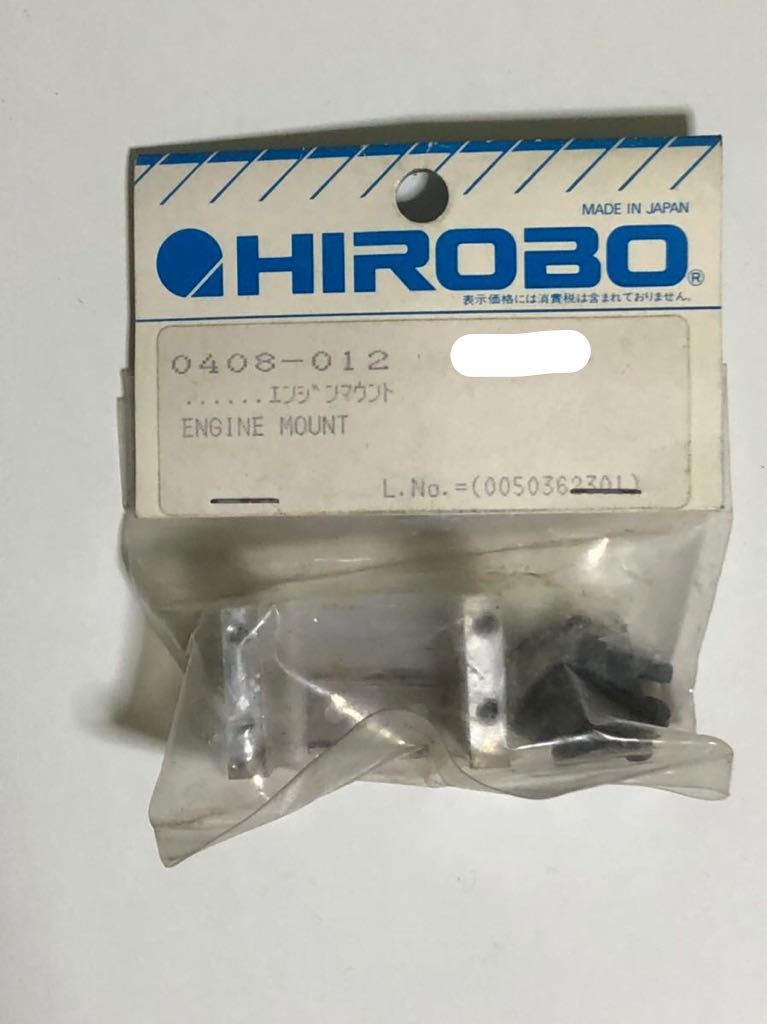 MADE IN JAPAN
HIROBO®
表示価格には消費税は含まれておりません。
0408-012
......エンジンマウント
ENGINE MOUNT
L.No.=(0050362301)